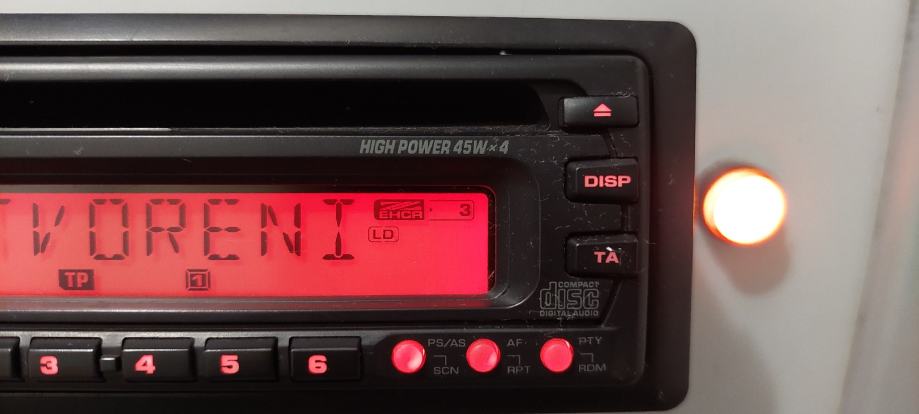 HIGH POWER 45W×4
DISP
VORENI
EHCR 3
LD
TA
TP 1
COMPACT
disc
DIGITAL AUDIO
3 4 5 6
PS/AS AF PTY
SCN RPT RDM